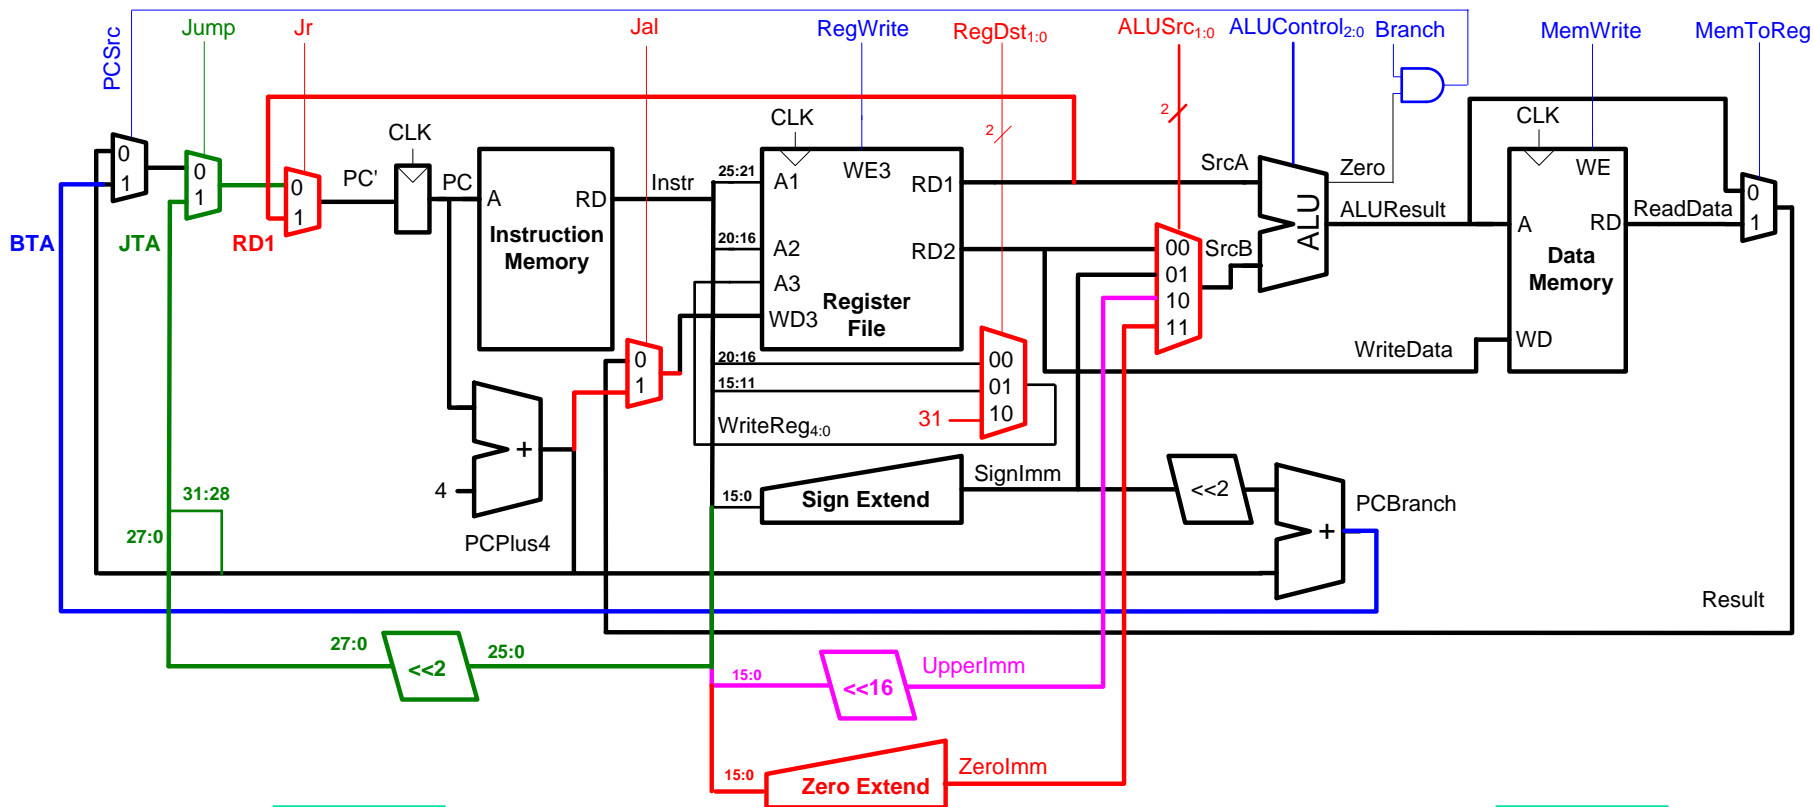 Jump
Jr
Jal
RegWrite
RegDst1:0
ALUSrc1:0
ALUControl2:0
Branch
MemWrite
MemToReg
PCSrc
CLK
CLK
CLK
2
2
0
1
0
1
0
1
PC'
PC
A
RD
Instruction
Memory
Instr
25:21
A1
WE3
RD1
20:16
A2
RD2
A3
WD3
Register
File
SrcA
Zero
ALU
ALUResult
SrcB
00
01
10
11
WE
A
RD
Data
Memory
WD
ReadData
0
1
WriteData
BTA
JTA
RD1
0
1
20:16
15:11
31
00
01
10
WriteReg4:0
+
4
PCPlus4
15:0
Sign Extend
SignImm
<<2
+
PCBranch
31:28
27:0
Result
27:0
<<2
25:0
15:0
<<16
UpperImm
15:0
Zero Extend
ZeroImm